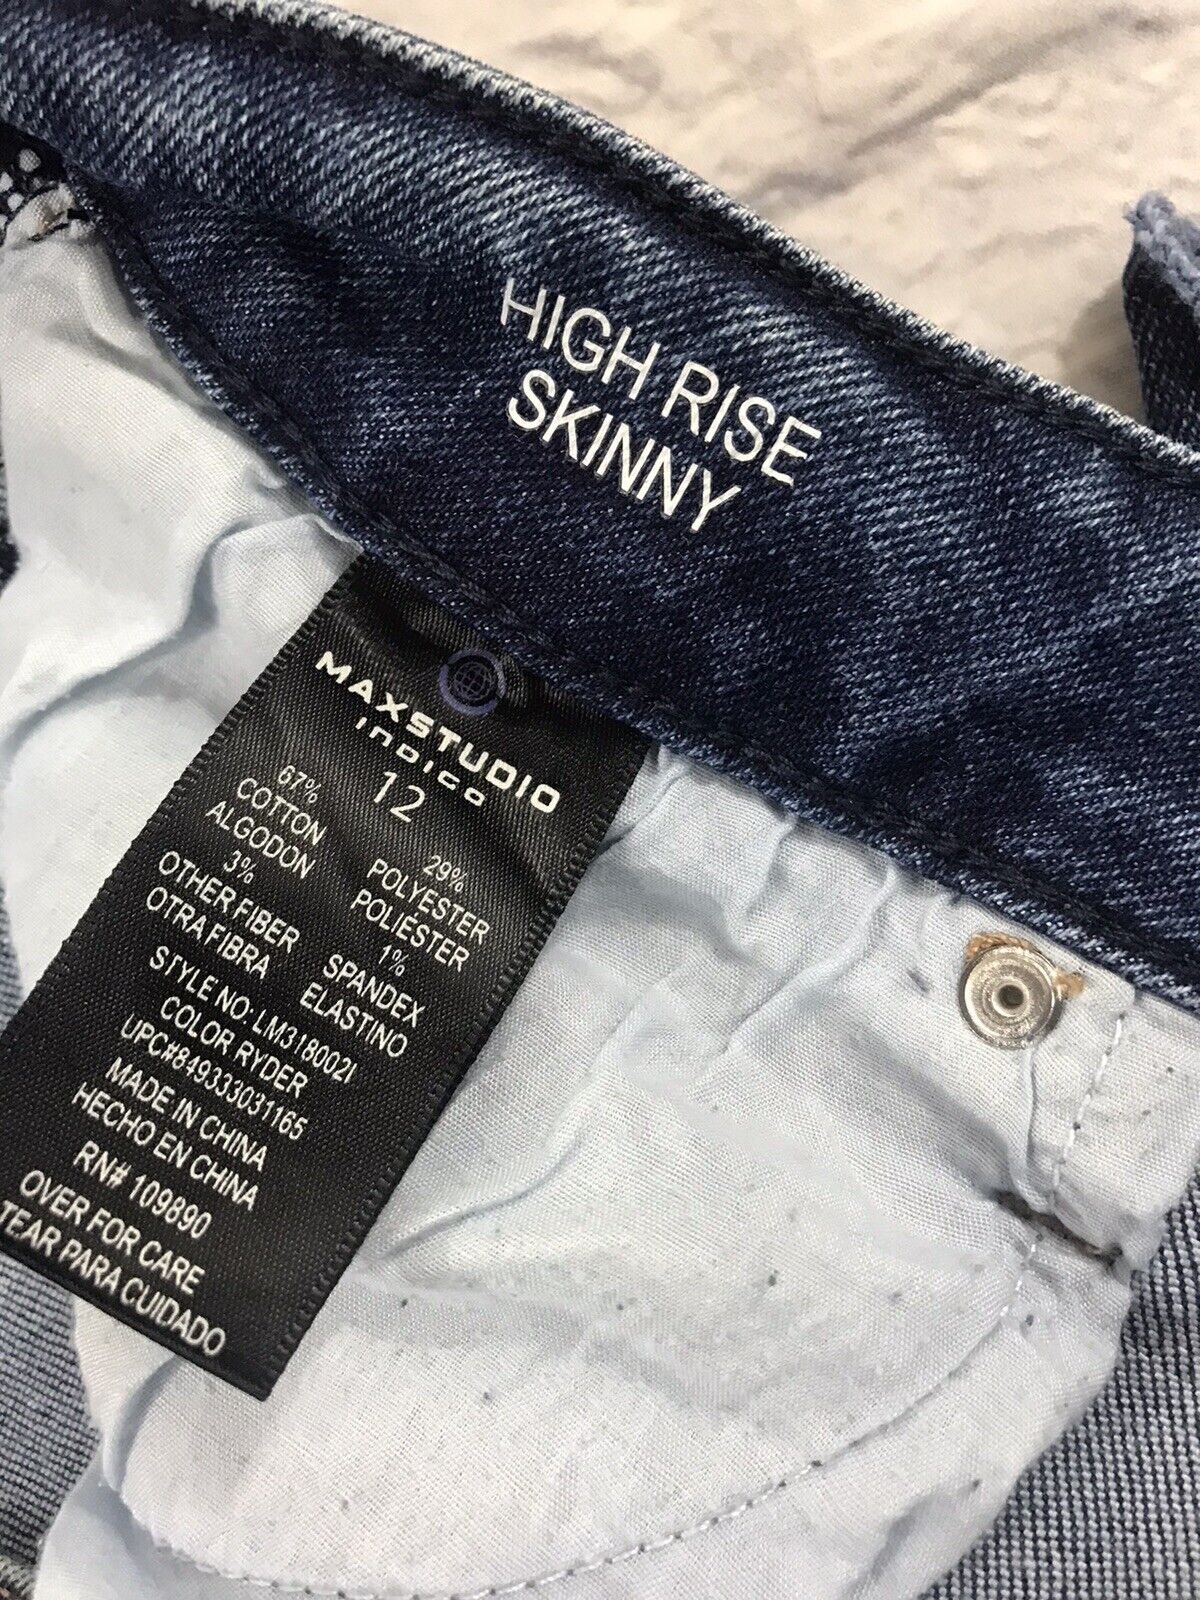 HIGH RISE
SKINNY
MAXSTUDIO
INDIGO
12
67%
COTTON
ALGODON
3%
OTHER FIBER
OTRA FIBRA
29%
POLYESTER
POLIÉSTER
1%
SPANDEX
ELASTINO
STYLE NO: LM318002I
COLOR RYDER
UPC#849333031165
MADE IN CHINA
HECHO EN CHINA
RN# 109890
OVER FOR CARE
TEAR PARA CUIDADO